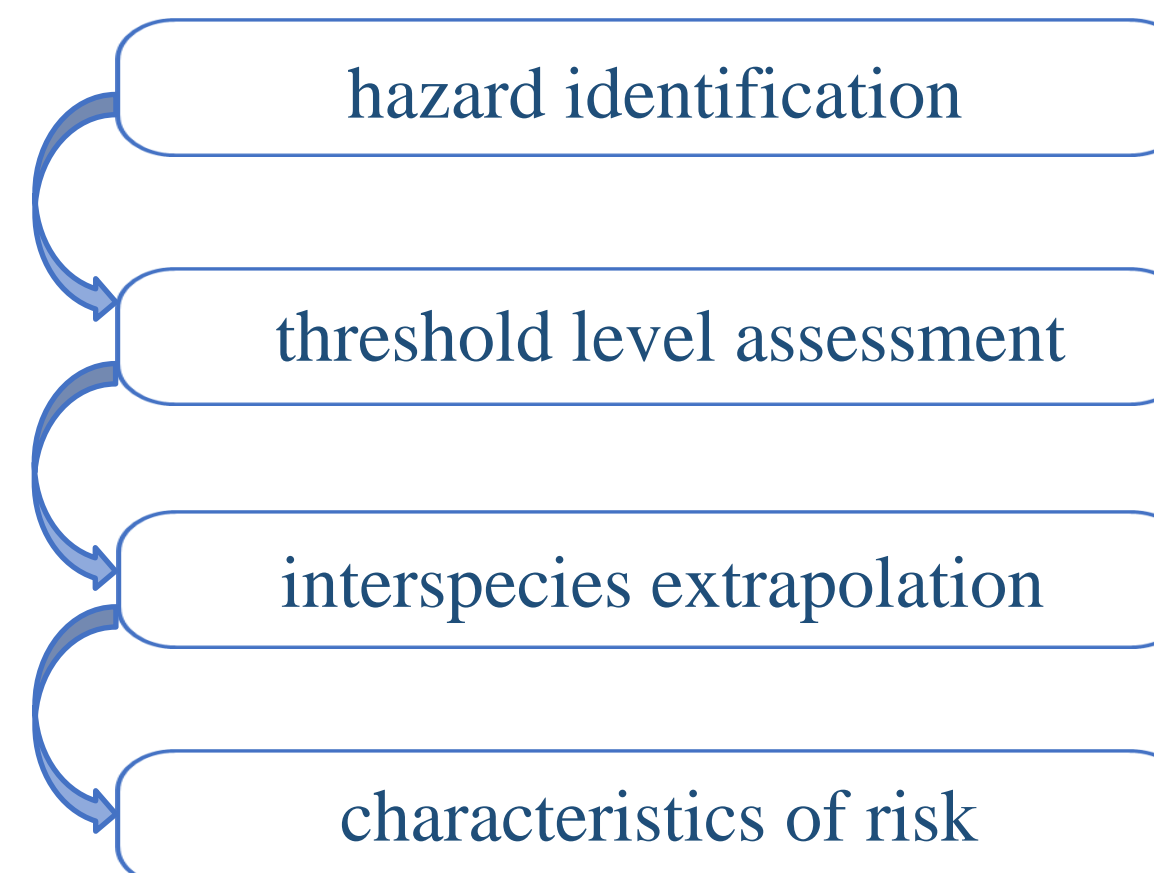 hazard identification
threshold level assessment
interspecies extrapolation
characteristics of risk